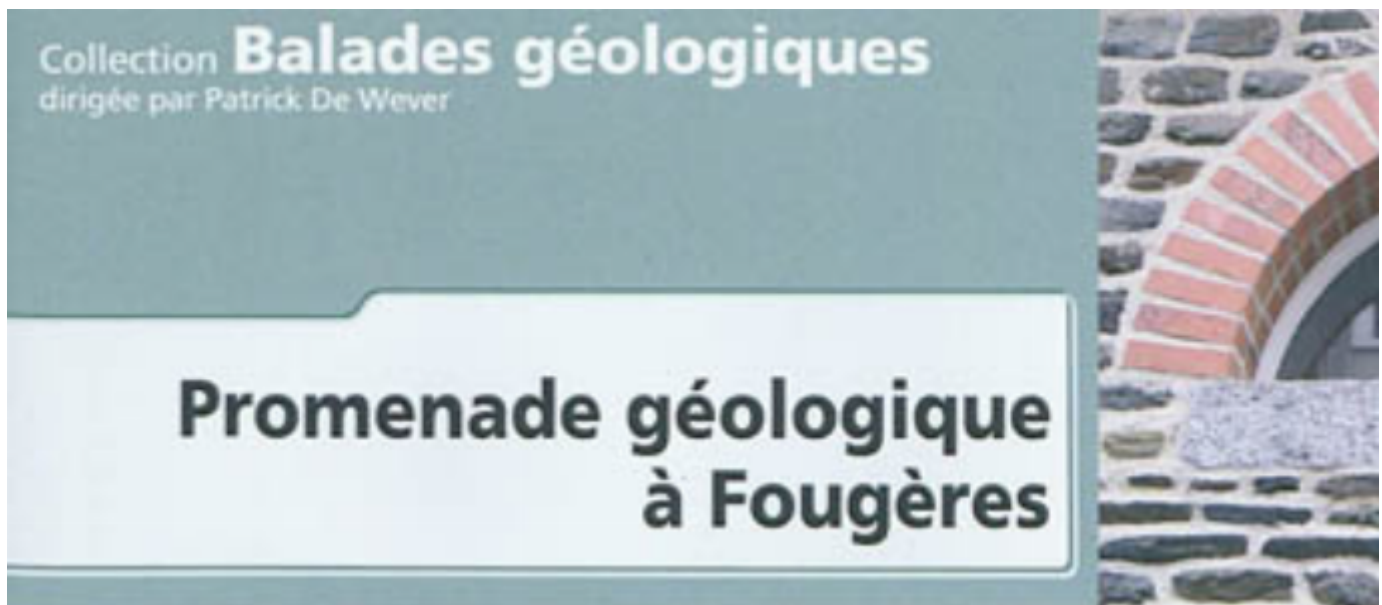 Collection Balades géologiques
dirigée par Patrick De Wever
Promenade géologique
à Fougères